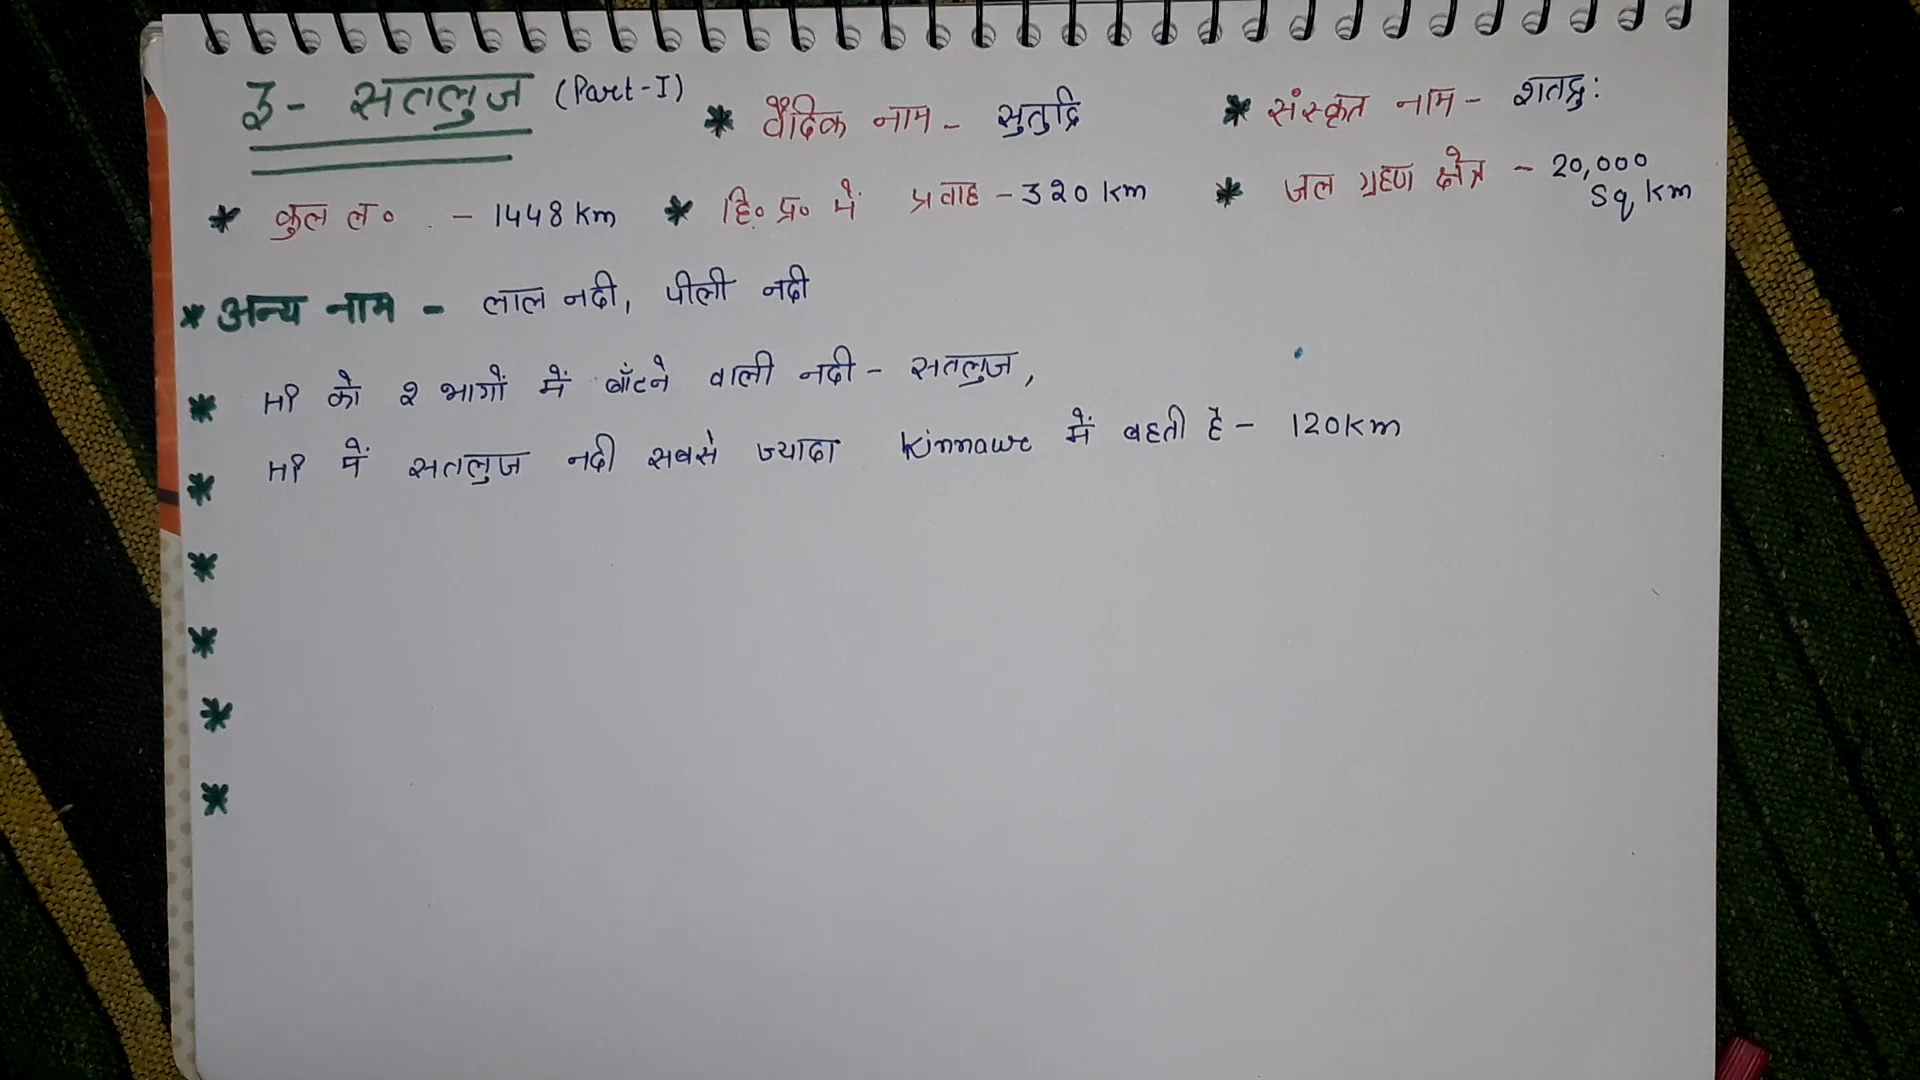 3- सतलुज (Part-I) * वैदिक नाम - सुतुद्रि * संस्कृत नाम - शतद्रु:
* कुल ल० - 1448 km * हि० प्र० में प्रवाह - 320 km * जल ग्रहण क्षेत्र - 20,000 Sq km
* अन्य नाम - लाल नदी, पीली नदी
* HP को 2 भागों में बाँटने वाली नदी - सतलुज,
* HP में सतलुज नदी सबसे ज्यादा Kinnaur में बहती है - 120km
*
*
*
*